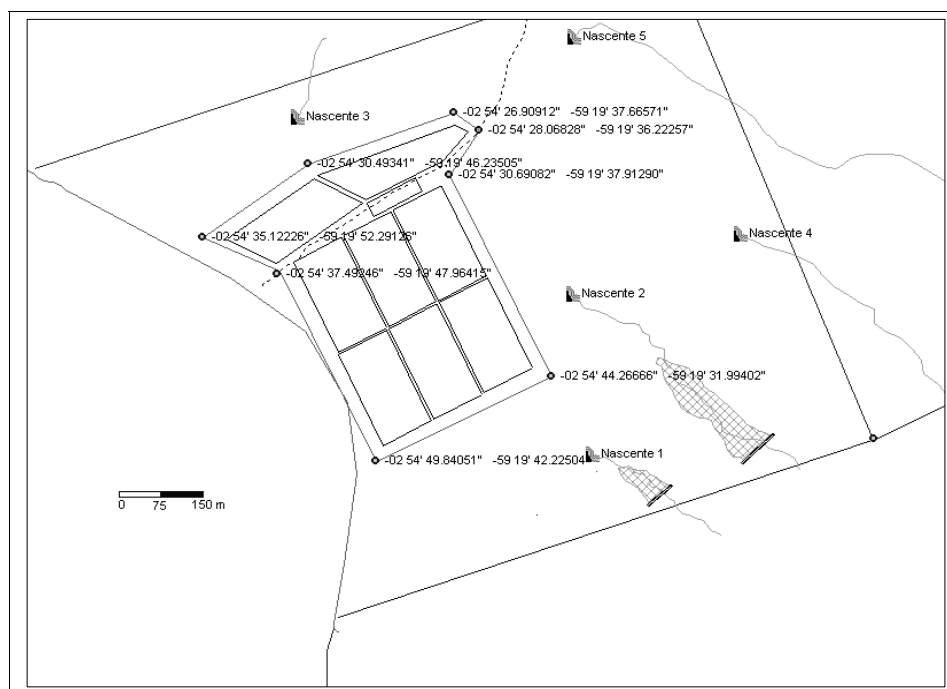 Nascente 5
Nascente 3
-02 54' 26.90912" -59 19' 37.66571"
-02 54' 28.06828" -59 19' 36.22257"
-02 54' 30.49341" -59 19' 46.23505"
-02 54' 30.69082" -59 19' 37.91290"
-02 54' 35.12226" -59 19' 52.29126"
Nascente 4
-02 54' 37.49246" -59 19' 47.96415"
Nascente 2
-02 54' 44.26666" -59 19' 31.99402"
-02 54' 49.84051" -59 19' 42.22504
Nascente 1
0 75 150 m